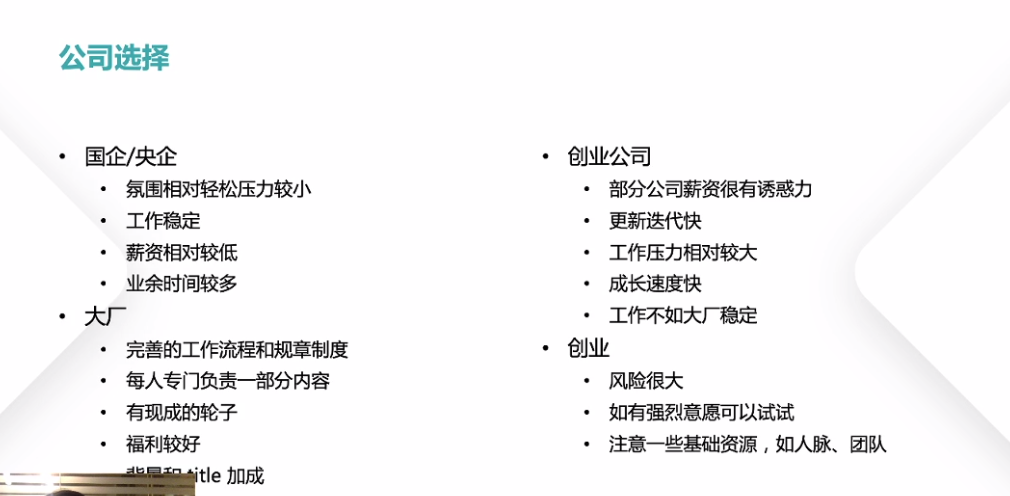 公司选择
国企/央企
氛围相对轻松压力较小
工作稳定
薪资相对较低
业余时间较多
大厂
完善的工作流程和规章制度
每人专门负责一部分内容
有现成的轮子
福利较好
背景和 title 加成
创业公司
部分公司薪资很有诱惑力
更新迭代快
工作压力相对较大
成长速度快
工作不如大厂稳定
创业
风险很大
如有强烈意愿可以试试
注意一些基础资源，如人脉、团队